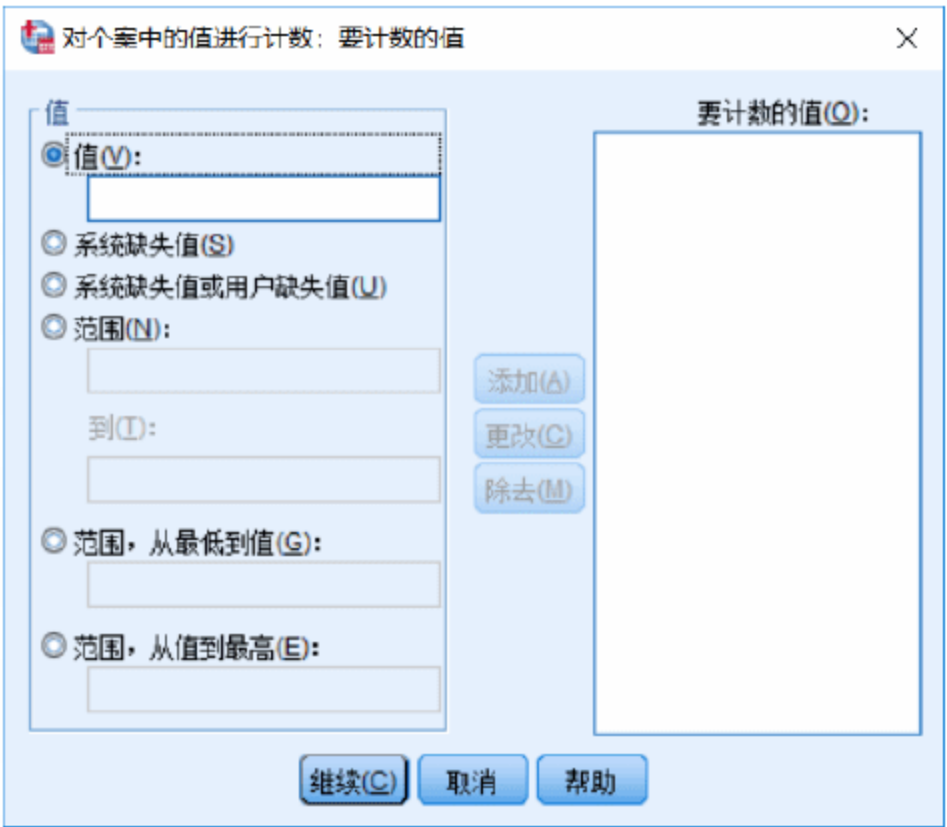 对个案中的值进行计数：要计数的值
值
值(V):
系统缺失值(S)
系统缺失值或用户缺失值(U)
范围(N):
到(T):
范围，从最低到值(G):
范围，从值到最高(E):
要计数的值(O):
添加(A)
更改(C)
除去(M)
继续(C)
取消
帮助